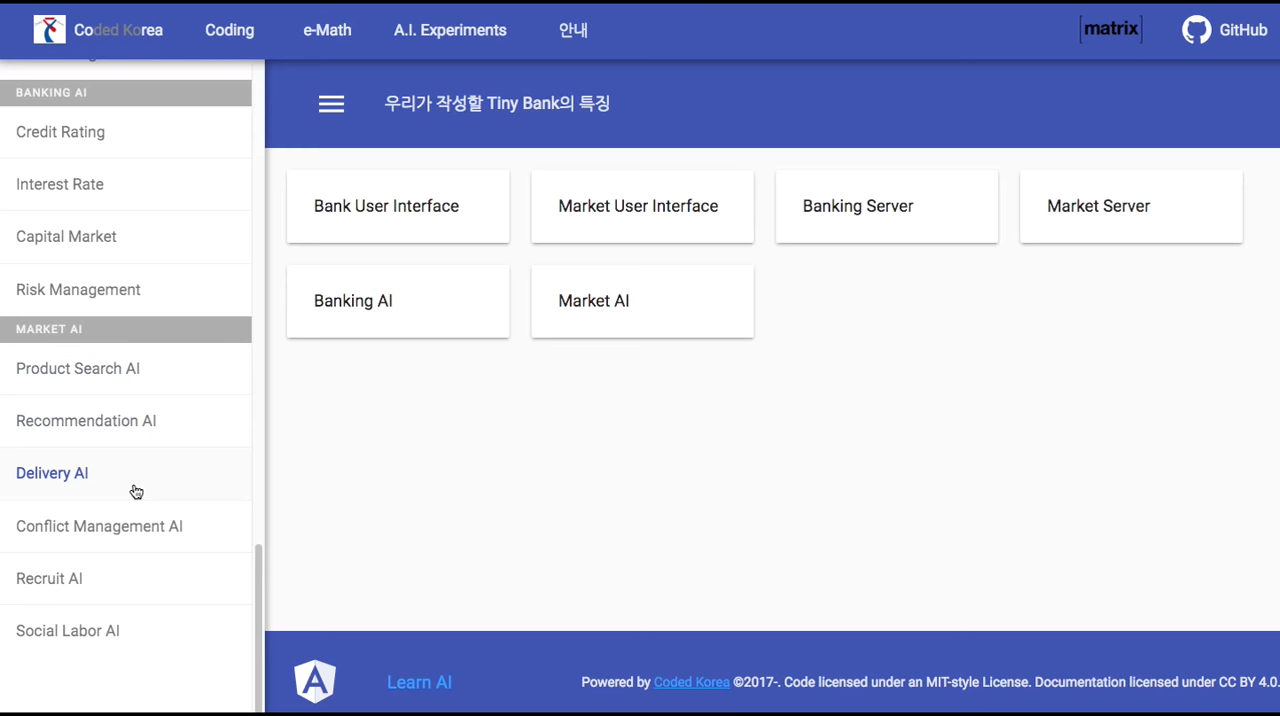 Coded Korea Coding e-Math A.I. Experiments 안내 [matrix] GitHub
BANKING AI
Credit Rating
Interest Rate
Capital Market
Risk Management
MARKET AI
Product Search AI
Recommendation AI
Delivery AI
Conflict Management AI
Recruit AI
Social Labor AI
우리가 작성할 Tiny Bank의 특징
Bank User Interface
Market User Interface
Banking Server
Market Server
Banking AI
Market AI
Learn AI
Powered by Coded Korea ©2017-. Code licensed under an MIT-style License. Documentation licensed under CC BY 4.0.